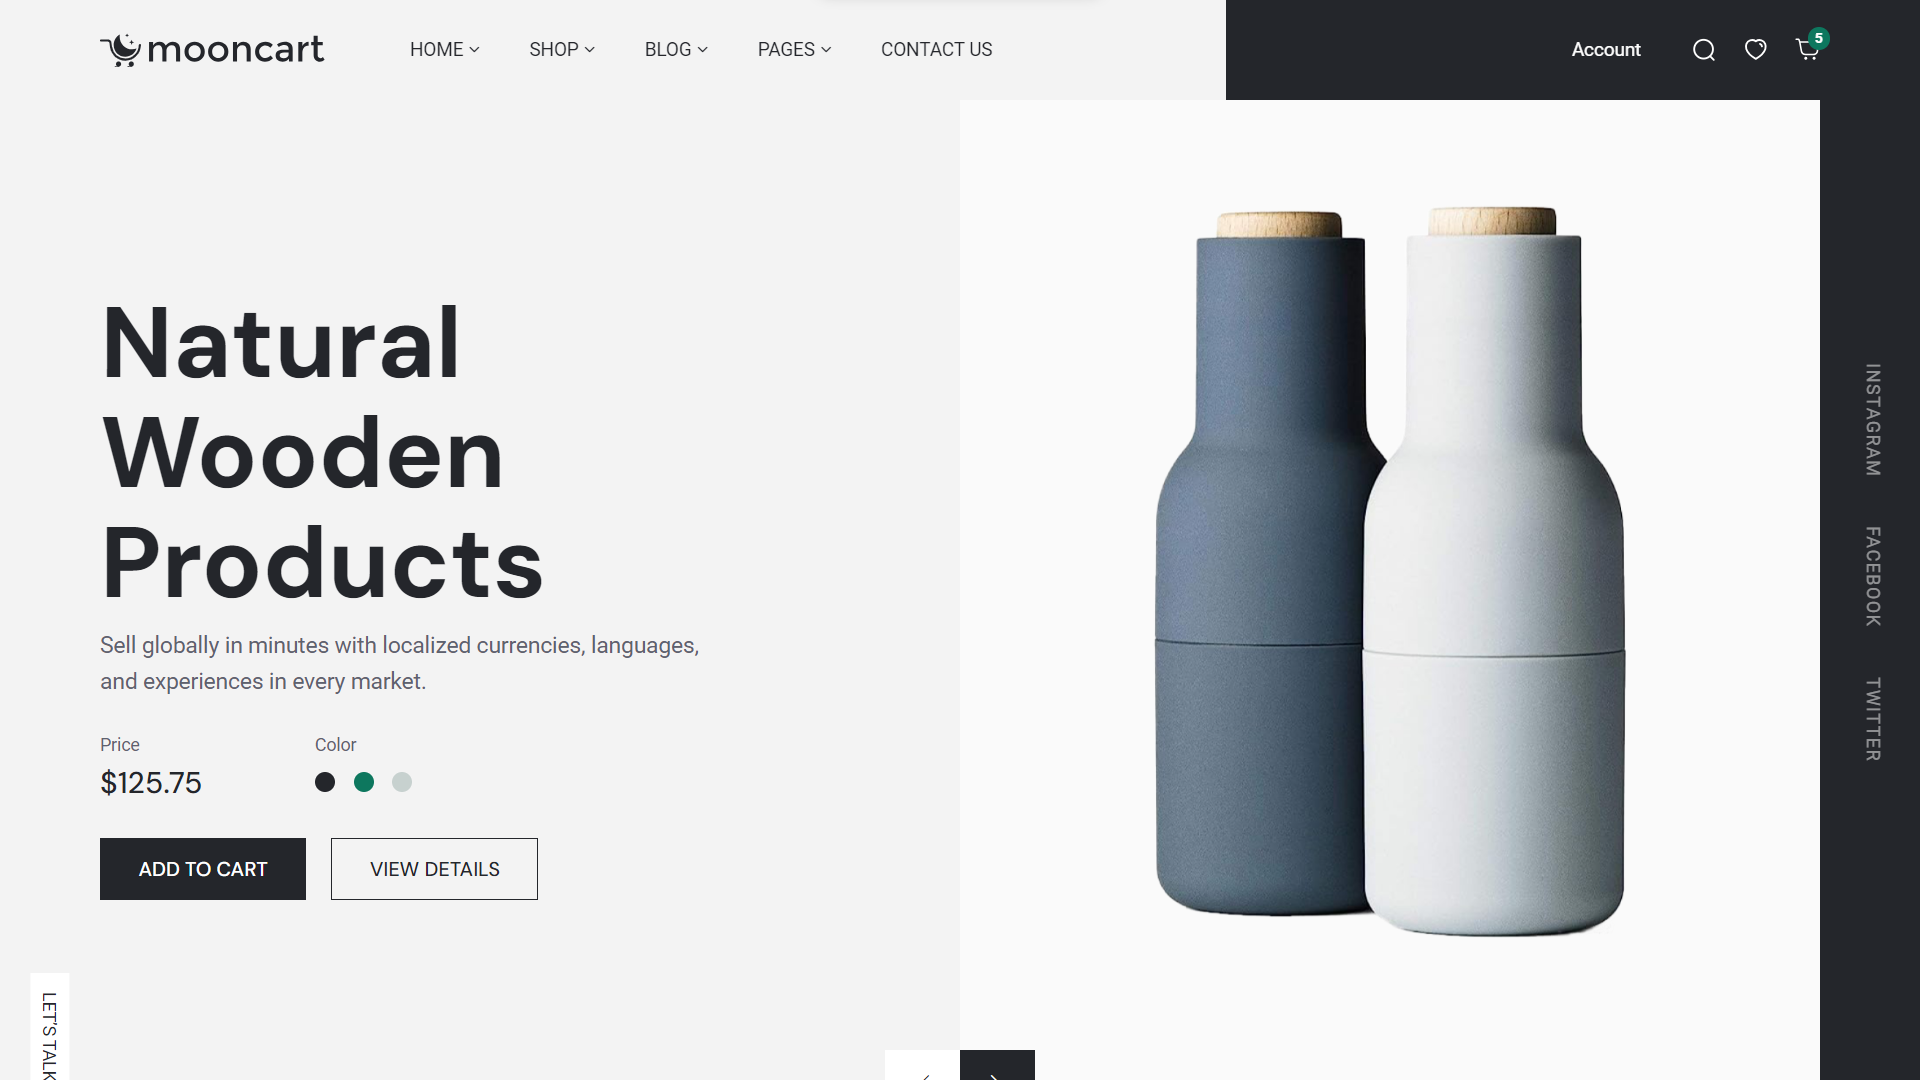 mooncart
HOME
SHOP
BLOG
PAGES
CONTACT US
Account
5
Natural
Wooden
Products
Sell globally in minutes with localized currencies, languages,
and experiences in every market.
Price
Color
$125.75
ADD TO CART
VIEW DETAILS
INSTAGRAM
FACEBOOK
TWITTER
LET'S TALK